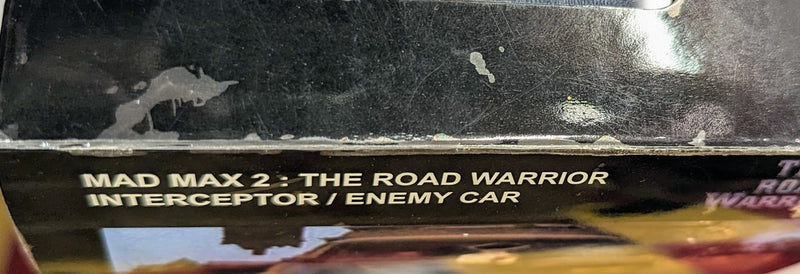 MAD MAX 2 : THE ROAD WARRIOR
INTERCEPTOR / ENEMY CAR